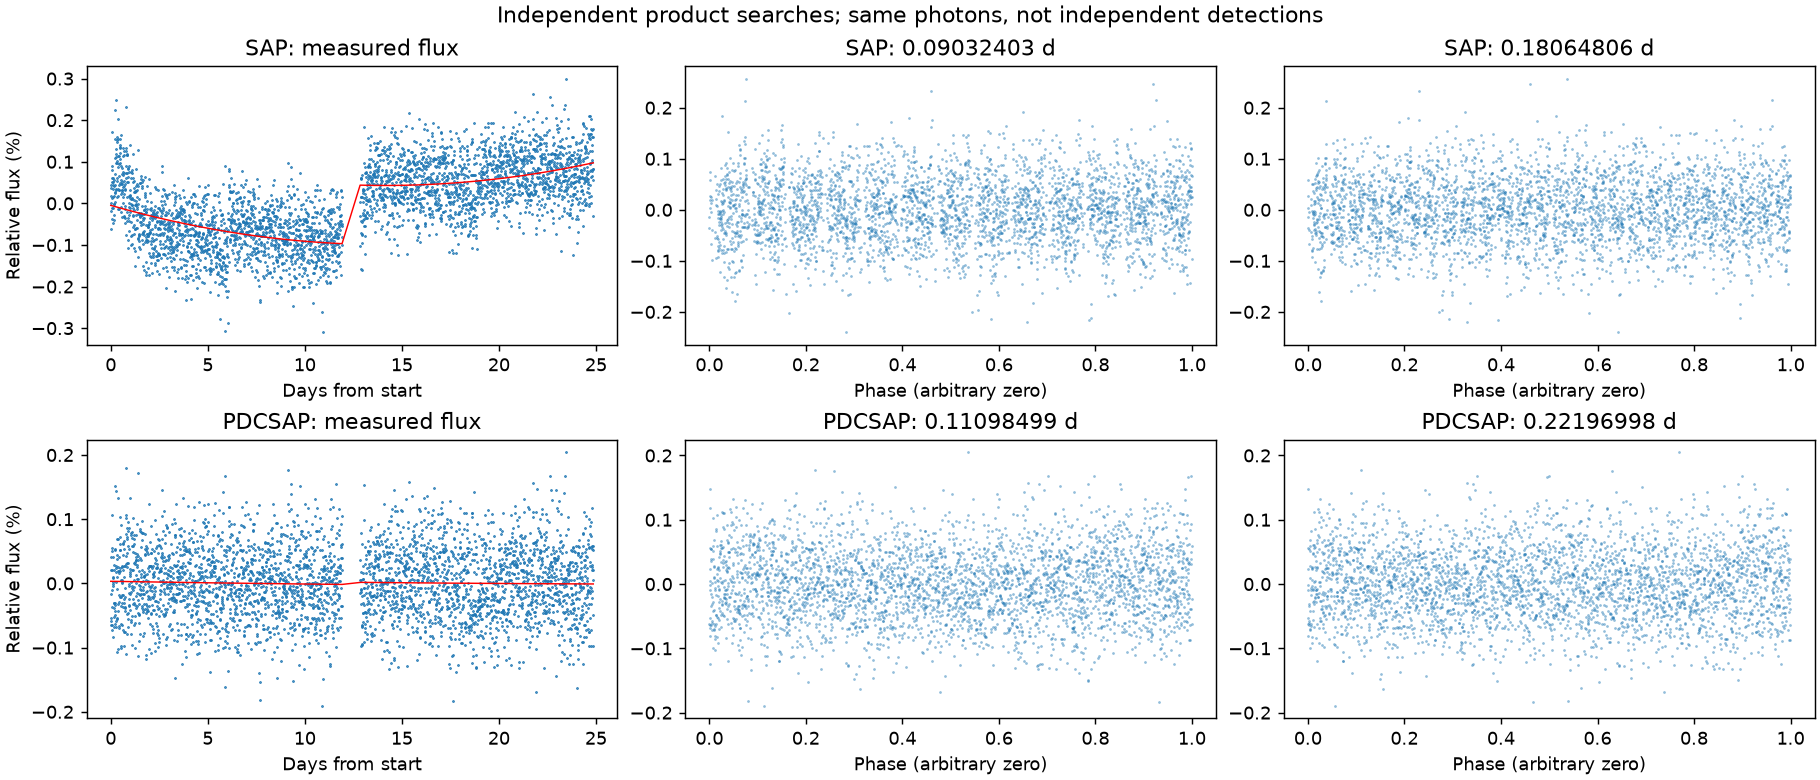 Independent product searches; same photons, not independent detections
SAP: measured flux
Relative flux (%)
0.3
0.2
0.1
0.0
−0.1
−0.2
−0.3
0 5 10 15 20 25
Days from start
SAP: 0.09032403 d
0.2
0.1
0.0
−0.1
−0.2
0.0 0.2 0.4 0.6 0.8 1.0
Phase (arbitrary zero)
SAP: 0.18064806 d
0.2
0.1
0.0
−0.1
−0.2
0.0 0.2 0.4 0.6 0.8 1.0
Phase (arbitrary zero)
PDCSAP: measured flux
Relative flux (%)
0.2
0.1
0.0
−0.1
−0.2
0 5 10 15 20 25
Days from start
PDCSAP: 0.11098499 d
0.2
0.1
0.0
−0.1
−0.2
0.0 0.2 0.4 0.6 0.8 1.0
Phase (arbitrary zero)
PDCSAP: 0.22196998 d
0.2
0.1
0.0
−0.1
−0.2
0.0 0.2 0.4 0.6 0.8 1.0
Phase (arbitrary zero)